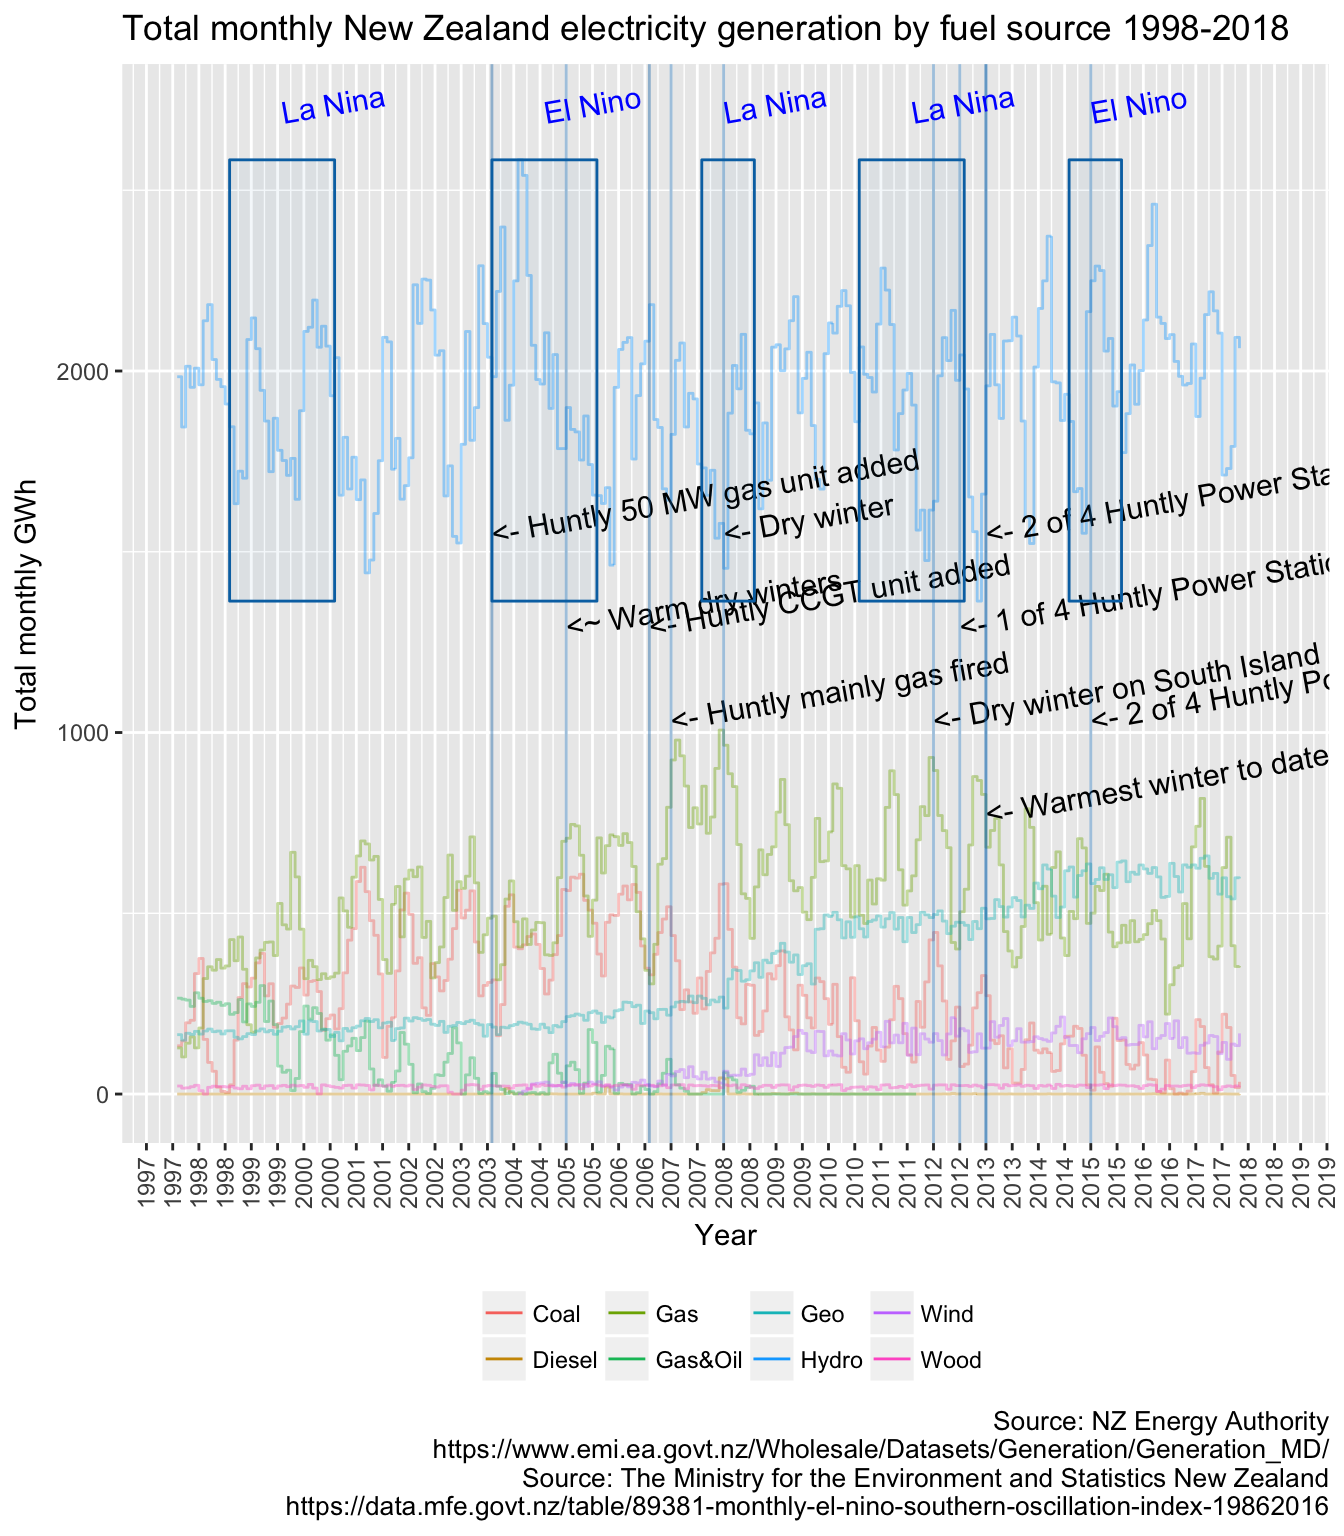 Total monthly New Zealand electricity generation by fuel source 1998-2018
La Nina
El Nino
La Nina
La Nina
El Nino
<- Huntly 50 MW gas unit added
<- Dry winter
<- 2 of 4 Huntly Power Sta
<~ Warm dry winters
<- Huntly CCGT unit added
<- 1 of 4 Huntly Power Static
<- Huntly mainly gas fired
<- Dry winter on South Island
<- 2 of 4 Huntly Po
<- Warmest winter to date
Total monthly GWh
2000
1000
0
1997
1997
1998
1998
1999
1999
2000
2000
2001
2001
2002
2002
2003
2003
2004
2004
2005
2005
2006
2006
2007
2007
2008
2008
2009
2009
2010
2010
2011
2011
2012
2012
2013
2013
2014
2014
2015
2015
2016
2016
2017
2017
2018
2018
2019
2019
Year
Coal
Gas
Geo
Wind
Diesel
Gas&Oil
Hydro
Wood
Source: NZ Energy Authority
https://www.emi.ea.govt.nz/Wholesale/Datasets/Generation/Generation_MD/
Source: The Ministry for the Environment and Statistics New Zealand
https://data.mfe.govt.nz/table/89381-monthly-el-nino-southern-oscillation-index-19862016